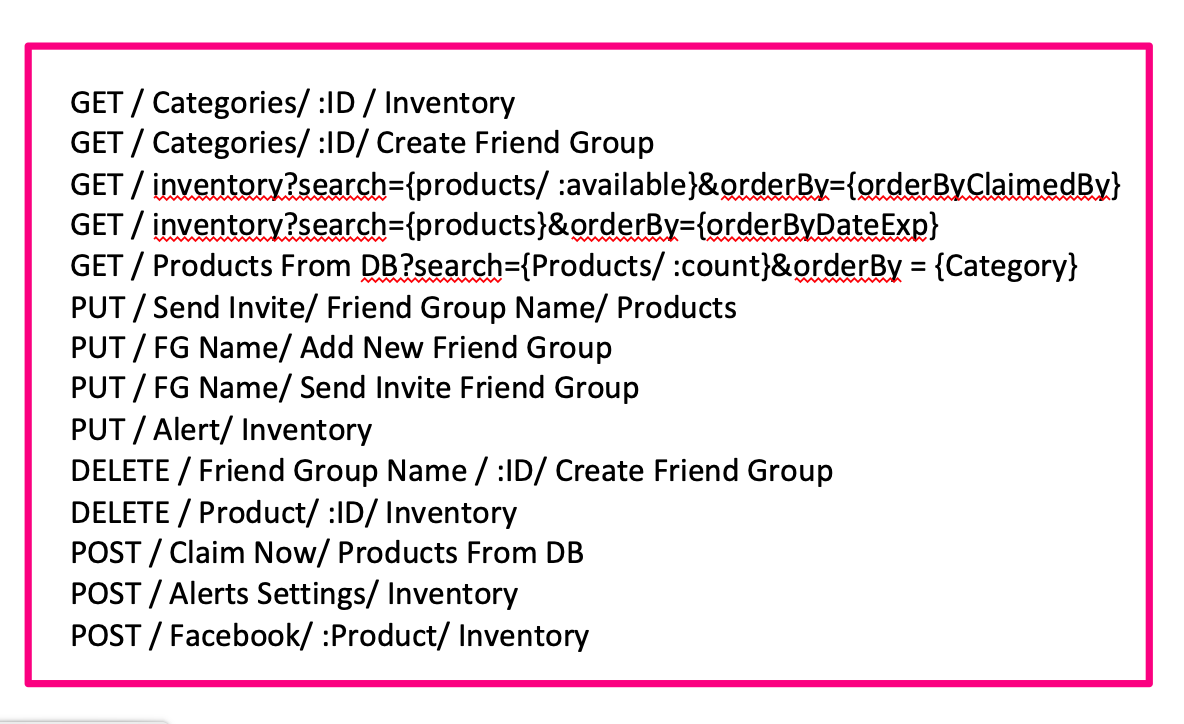 GET / Categories/ :ID / Inventory
GET / Categories/ :ID/ Create Friend Group
GET / inventory?search={products/ :available}&orderBy={orderByClaimedBy}
GET / inventory?search={products}&orderBy={orderByDateExp}
GET / Products From DB?search={Products/ :count}&orderBy = {Category}
PUT / Send Invite/ Friend Group Name/ Products
PUT / FG Name/ Add New Friend Group
PUT / FG Name/ Send Invite Friend Group
PUT / Alert/ Inventory
DELETE / Friend Group Name / :ID/ Create Friend Group
DELETE / Product/ :ID/ Inventory
POST / Claim Now/ Products From DB
POST / Alerts Settings/ Inventory
POST / Facebook/ :Product/ Inventory